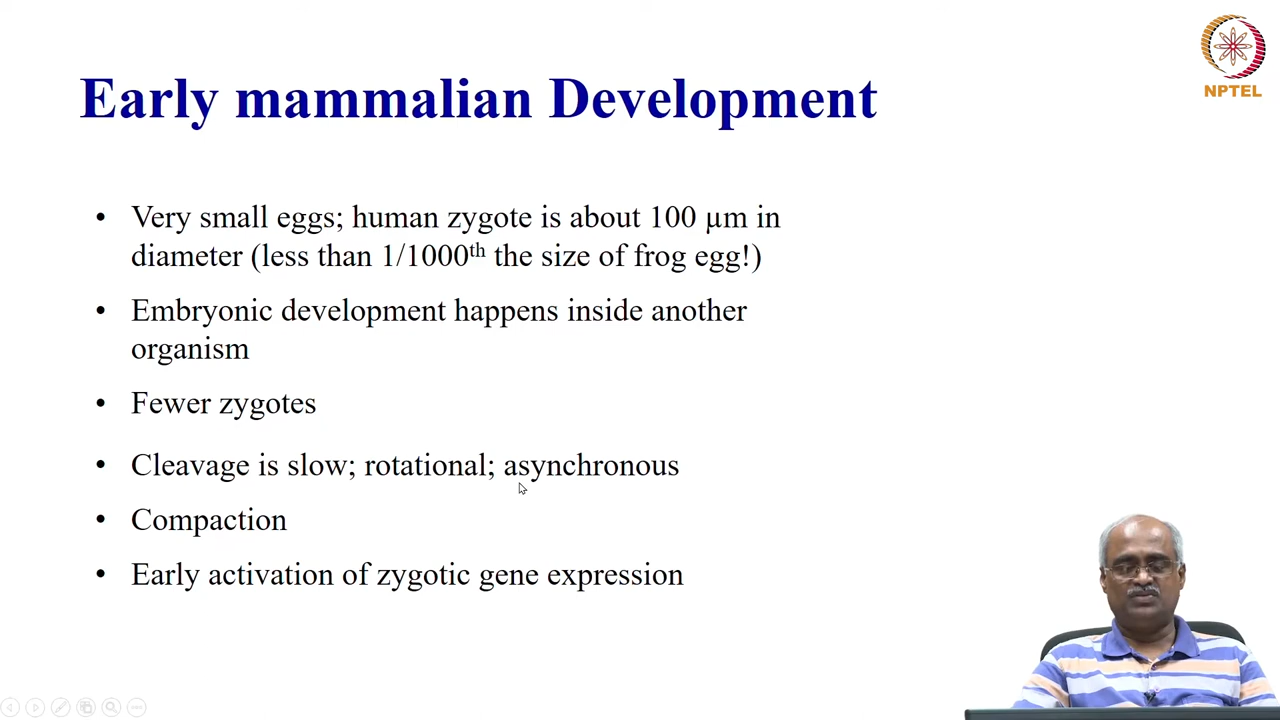 Early mammalian Development
NPTEL
• Very small eggs; human zygote is about 100 µm in
diameter (less than 1/1000th the size of frog egg!)
• Embryonic development happens inside another
organism
• Fewer zygotes
• Cleavage is slow; rotational; asynchronous
• Compaction
• Early activation of zygotic gene expression